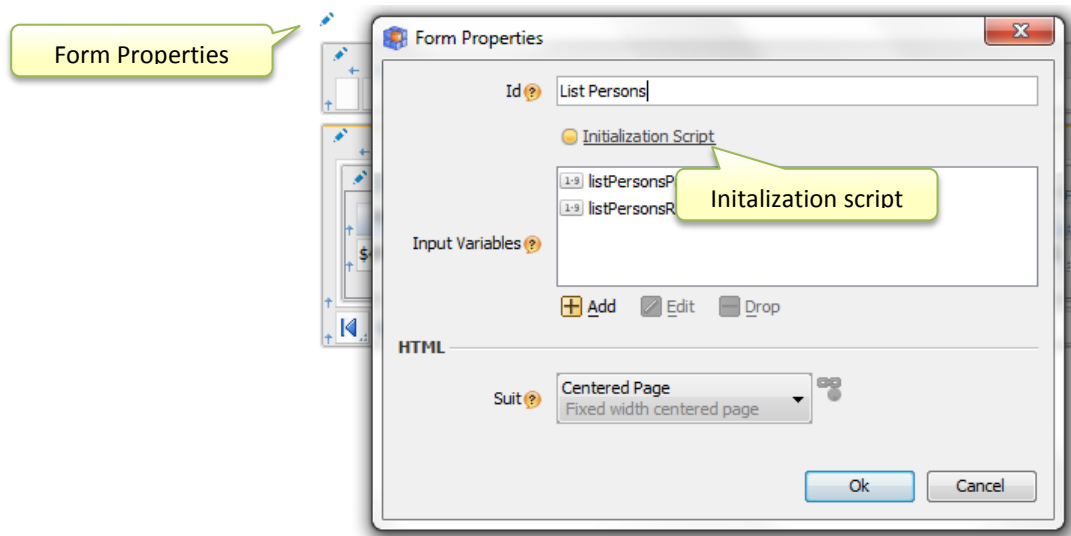 Form Properties
Form Properties
Id
List Persons
Initialization Script
listPersonsP
Initalization script
listPersonsR
Input Variables
Add Edit Drop
HTML
Suit
Centered Page
Fixed width centered page
Ok Cancel